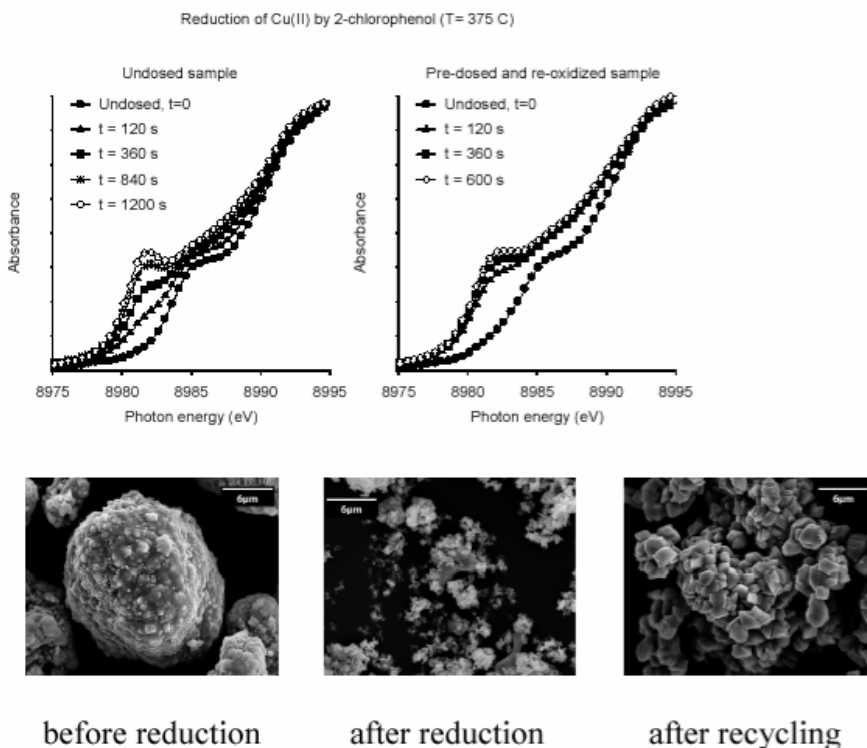 Reduction of Cu(II) by 2-chlorophenol (T= 375 C)
Undosed sample
Undosed, t=0
t = 120 s
t = 360 s
t = 840 s
t = 1200 s
Absorbance
8975 8980 8985 8990 8995
Photon energy (eV)
Pre-dosed and re-oxidized sample
Undosed, t=0
t = 120 s
t = 360 s
t = 600 s
Absorbance
8975 8980 8985 8990 8995
Photon energy (eV)
6µm
6µm
6µm
before reduction
after reduction
after recycling